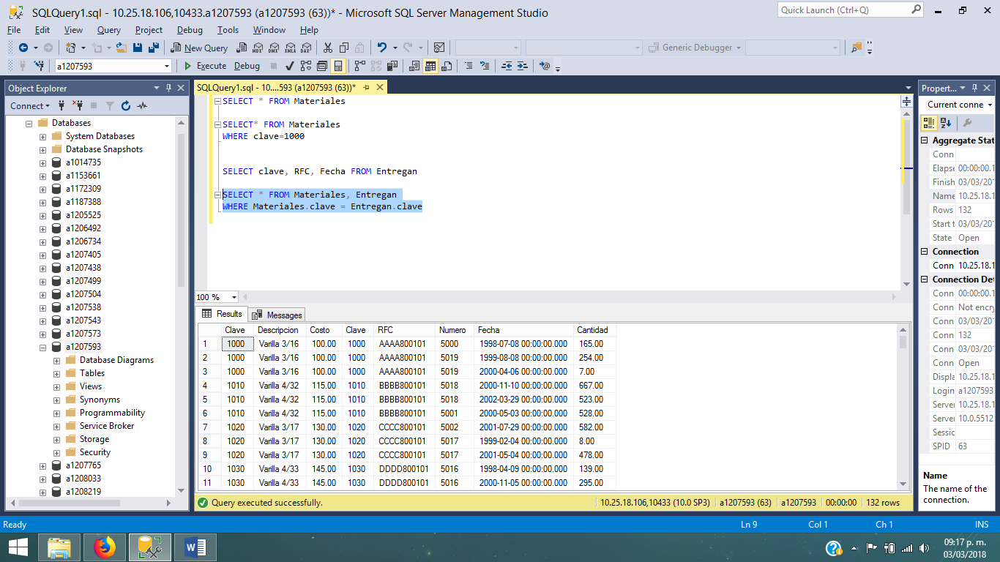 SQLQuery1.sql - 10.25.18.106,10433.a1207593 (a1207593 (63))* - Microsoft SQL Server Management Studio
Quick Launch (Ctrl+Q)
File Edit View Query Project Debug Tools Window Help
New Query MDX DMX XMLA DAX Generic Debugger
a1207593 Execute Debug
Object Explorer
Connect
Databases
System Databases
Database Snapshots
a1014735
a1153661
a1172309
a1187388
a1205525
a1206492
a1206734
a1207405
a1207438
a1207499
a1207504
a1207538
a1207543
a1207573
a1207593
Database Diagrams
Tables
Views
Synonyms
Programmability
Service Broker
Storage
Security
a1207765
a1208033
a1208219
SQLQuery1.sql - 10....593 (a1207593 (63))*
SELECT * FROM Materiales
SELECT* FROM Materiales
WHERE clave=1000
SELECT clave, RFC, Fecha FROM Entregan
SELECT * FROM Materiales, Entregan
WHERE Materiales.clave = Entregan.clave
100 %
Results Messages
Clave Descripcion Costo Clave RFC Numero Fecha Cantidad
1 1000 Varilla 3/16 100.00 1000 AAAA800101 5000 1998-07-08 00:00:00.000 165.00
2 1000 Varilla 3/16 100.00 1000 AAAA800101 5019 1999-08-08 00:00:00.000 254.00
3 1000 Varilla 3/16 100.00 1000 AAAA800101 5019 2000-04-06 00:00:00.000 7.00
4 1010 Varilla 4/32 115.00 1010 BBBB800101 5018 2000-11-10 00:00:00.000 667.00
5 1010 Varilla 4/32 115.00 1010 BBBB800101 5018 2002-03-29 00:00:00.000 523.00
6 1010 Varilla 4/32 115.00 1010 BBBB800101 5001 2000-05-03 00:00:00.000 528.00
7 1020 Varilla 3/17 130.00 1020 CCCC800101 5002 2001-07-29 00:00:00.000 582.00
8 1020 Varilla 3/17 130.00 1020 CCCC800101 5017 1999-02-04 00:00:00.000 8.00
9 1020 Varilla 3/17 130.00 1020 CCCC800101 5017 2001-05-04 00:00:00.000 478.00
10 1030 Varilla 4/33 145.00 1030 DDDD800101 5016 1998-04-09 00:00:00.000 139.00
11 1030 Varilla 4/33 145.00 1030 DDDD800101 5016 2000-11-05 00:00:00.000 295.00
Query executed successfully. 10.25.18.106,10433 (10.0 SP3) a1207593 (63) a1207593 00:00:00 132 rows
Propert...
Current conne
Aggregate Stat
Conn
Elapse 00:00:00.1
Finish 03/03/201
Name 10.25.18.1
Rows 132
Start t 03/03/201
State Open
Connection
Conn 10.25.18.1
Connection Det
Conn 00:00:00.1
Conn Not encry
Conn 03/03/201
Conn 132
Conn 03/03/201
Conn Open
Displa 10.25.18.1
Login a1207593
Server 10.25.18.1
Server 10.0.5512
Sessic
SPID 63
Name
The name of the
connection.
Ready Ln 9 Col 1 Ch 1 INS
09:17 p. m.
03/03/2018